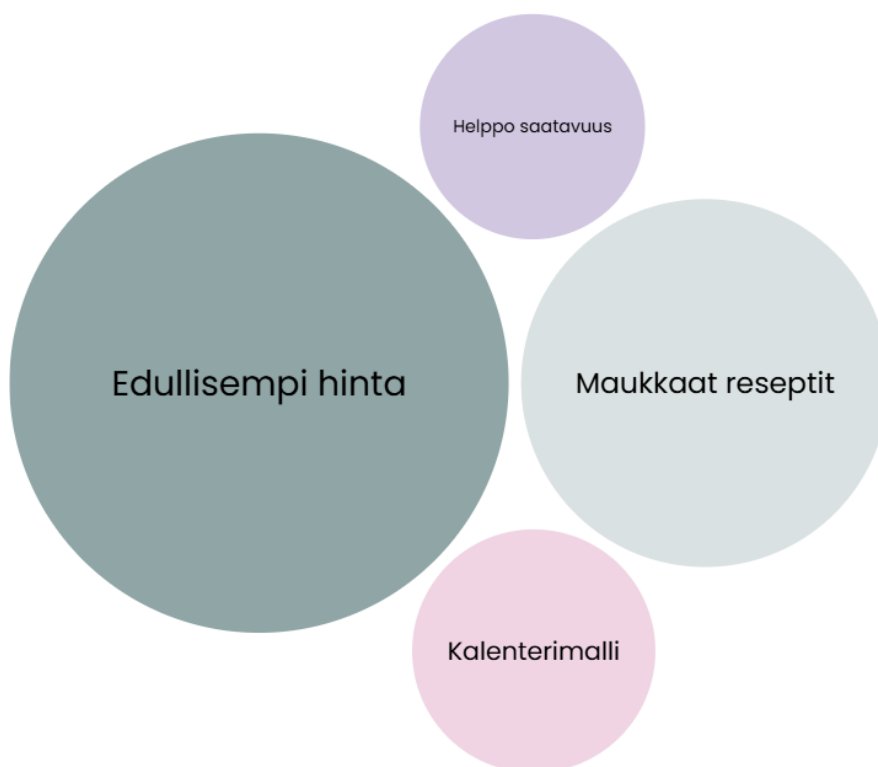 Helppo saatavuus
Edullisempi hinta
Maukkaat reseptit
Kalenterimalli